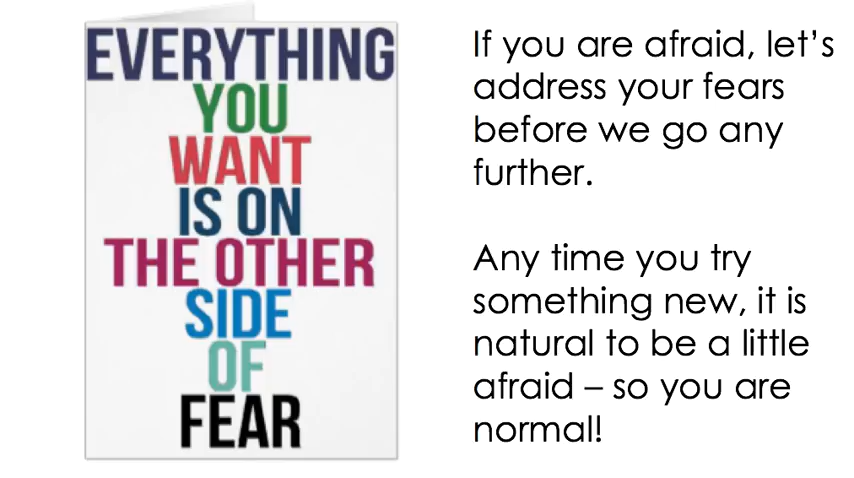 EVERYTHING
YOU
WANT
IS ON
THE OTHER
SIDE
OF
FEAR
If you are afraid, let’s
address your fears
before we go any
further.
Any time you try
something new, it is
natural to be a little
afraid – so you are
normal!